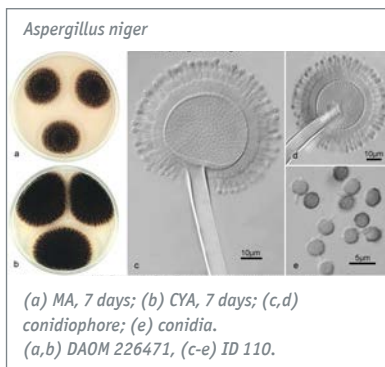 Aspergillus niger
a
b
c
10µm
d
10µm
e
5µm
(a) MA, 7 days; (b) CYA, 7 days; (c,d)
conidiophore; (e) conidia.
(a,b) DAOM 226471, (c-e) ID 110.